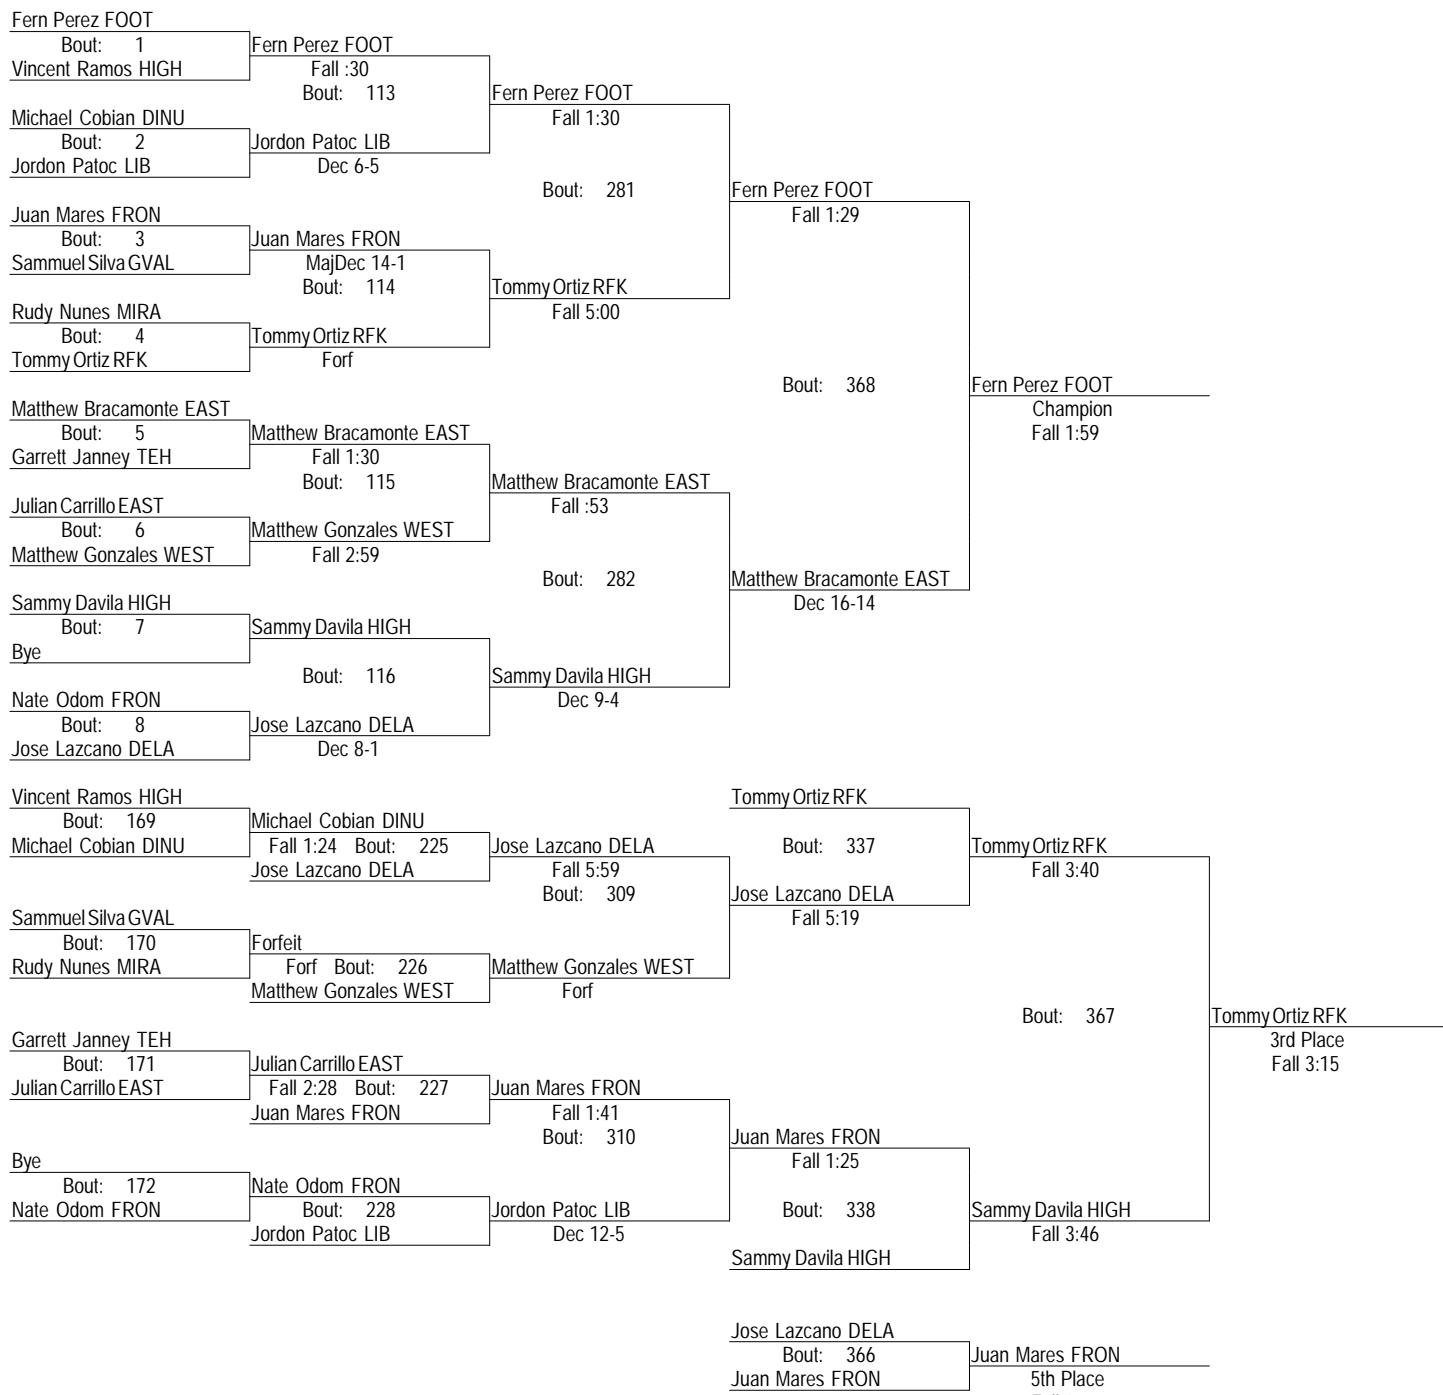 Fern Perez FOOT
Bout: 1
Vincent Ramos HIGH
Fern Perez FOOT
Fall :30
Bout: 113
Michael Cobian DINU
Bout: 2
Jordon Patoc LIB
Jordon Patoc LIB
Dec 6-5
Fern Perez FOOT
Fall 1:30
Bout: 281
Juan Mares FRON
Bout: 3
Sammuel Silva GVAL
Juan Mares FRON
MajDec 14-1
Bout: 114
Rudy Nunes MIRA
Bout: 4
Tommy Ortiz RFK
Tommy Ortiz RFK
Forf
Tommy Ortiz RFK
Fall 5:00
Fern Perez FOOT
Fall 1:29
Bout: 368
Matthew Bracamonte EAST
Bout: 5
Garrett Janney TEH
Matthew Bracamonte EAST
Fall 1:30
Bout: 115
Julian Carrillo EAST
Bout: 6
Matthew Gonzales WEST
Matthew Gonzales WEST
Fall 2:59
Matthew Bracamonte EAST
Fall :53
Bout: 282
Sammy Davila HIGH
Bout: 7
Bye
Sammy Davila HIGH
Bout: 116
Nate Odom FRON
Bout: 8
Jose Lazcano DELA
Jose Lazcano DELA
Dec 8-1
Sammy Davila HIGH
Dec 9-4
Matthew Bracamonte EAST
Dec 16-14
Fern Perez FOOT
Champion
Fall 1:59
Vincent Ramos HIGH
Bout: 169
Michael Cobian DINU
Michael Cobian DINU
Fall 1:24 Bout: 225
Jose Lazcano DELA
Jose Lazcano DELA
Fall 5:59
Bout: 309
Sammuel Silva GVAL
Bout: 170
Rudy Nunes MIRA
Forfeit
Forf Bout: 226
Matthew Gonzales WEST
Matthew Gonzales WEST
Forf
Tommy Ortiz RFK
Bout: 337
Jose Lazcano DELA
Fall 5:19
Tommy Ortiz RFK
Fall 3:40
Bout: 367
Garrett Janney TEH
Bout: 171
Julian Carrillo EAST
Julian Carrillo EAST
Fall 2:28 Bout: 227
Juan Mares FRON
Juan Mares FRON
Fall 1:41
Bout: 310
Bye
Bout: 172
Nate Odom FRON
Nate Odom FRON
Bout: 228
Jordon Patoc LIB
Jordon Patoc LIB
Dec 12-5
Juan Mares FRON
Fall 1:25
Bout: 338
Sammy Davila HIGH
Sammy Davila HIGH
Fall 3:46
Tommy Ortiz RFK
3rd Place
Fall 3:15
Jose Lazcano DELA
Bout: 366
Juan Mares FRON
Juan Mares FRON
5th Place